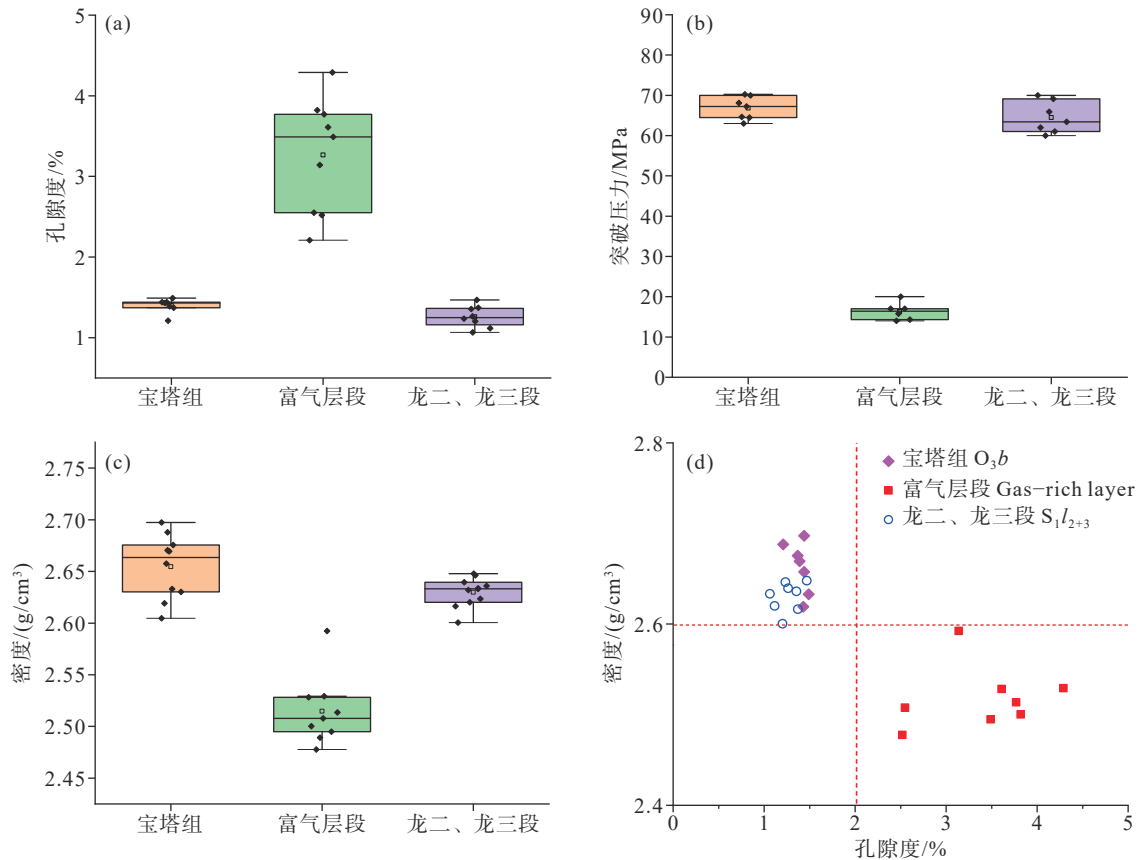 (a)
孔隙度/%
5
4
3
2
1
宝塔组
富气层段
龙二、龙三段
(b)
突破压力/MPa
90
80
70
60
50
40
30
20
10
0
宝塔组
富气层段
龙二、龙三段
(c)
密度/(g/cm³)
2.75
2.70
2.65
2.60
2.55
2.50
2.45
宝塔组
富气层段
龙二、龙三段
(d)
宝塔组 O₃b
富气层段 Gas-rich layer
龙二、龙三段 S₁l₂₊₃
密度/(g/cm³)
2.8
2.6
2.4
0 1 2 3 4 5
孔隙度/%